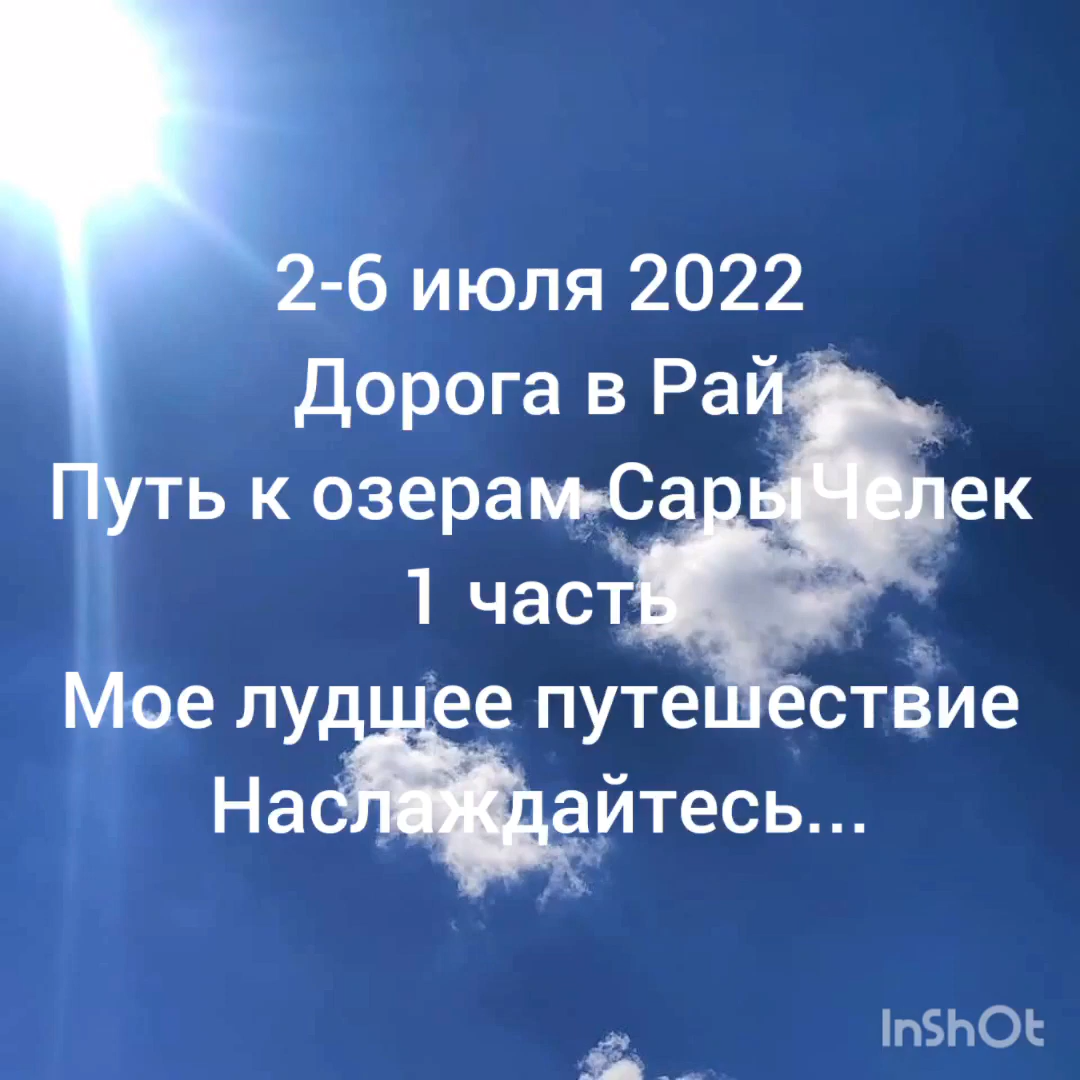 2-6 июля 2022
Дорога в Рай
Путь к озерам СарыЧелек
1 часть
Мое лудшее путешествие
Наслаждайтесь...
InShOt